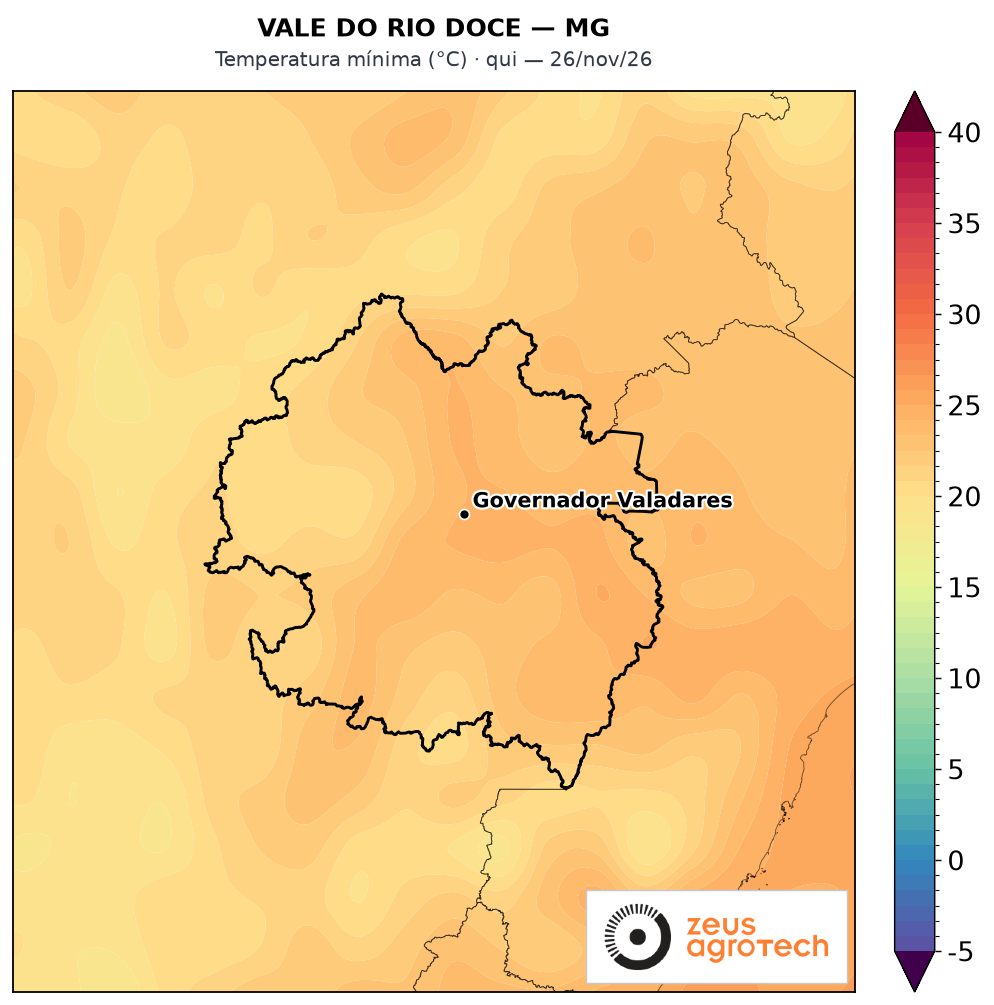 VALE DO RIO DOCE — MG
Temperatura mínima (°C) · qui — 26/nov/26
40
35
30
25
20
15
10
5
0
-5
Governador Valadares
zeus
agrotech